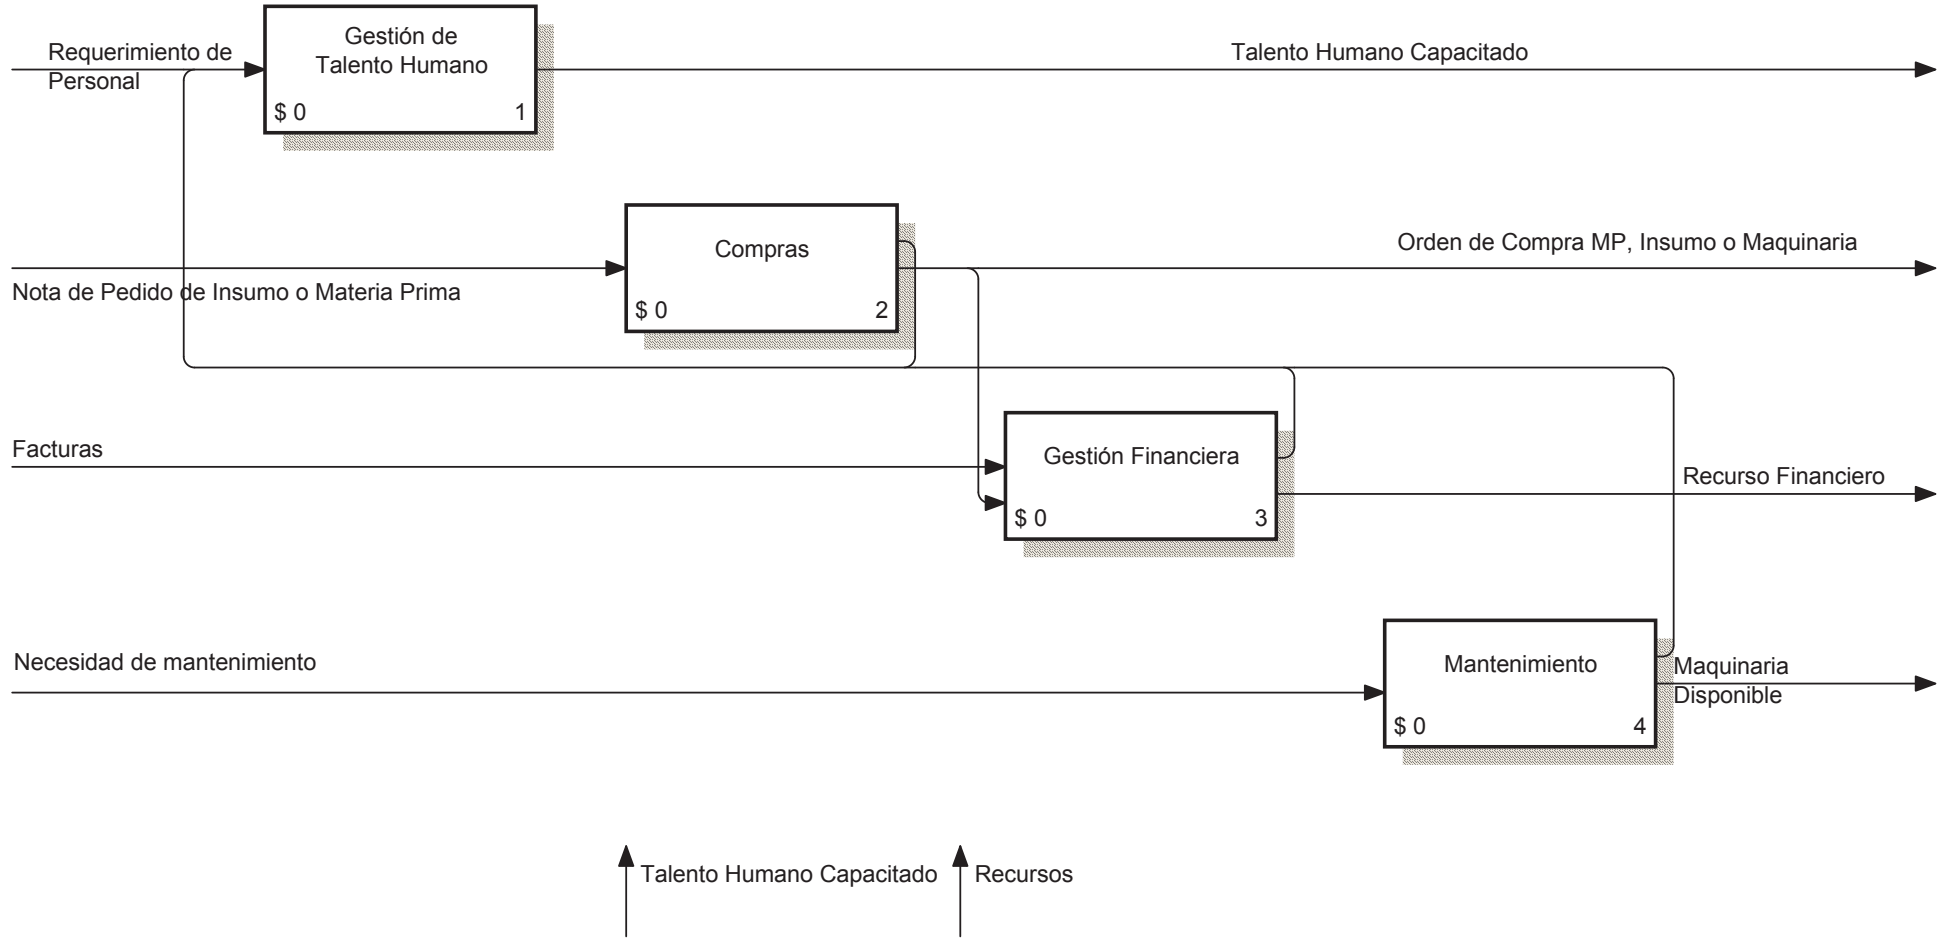 Requerimiento de
Personal
Gestión de
Talento Humano
$ 0
1
Talento Humano Capacitado
Compras
$ 0
2
Orden de Compra MP, Insumo o Maquinaria
Nota de Pedido de Insumo o Materia Prima
Facturas
Gestión Financiera
$ 0
3
Recurso Financiero
Necesidad de mantenimiento
Mantenimiento
$ 0
4
Maquinaria
Disponible
Talento Humano Capacitado
Recursos